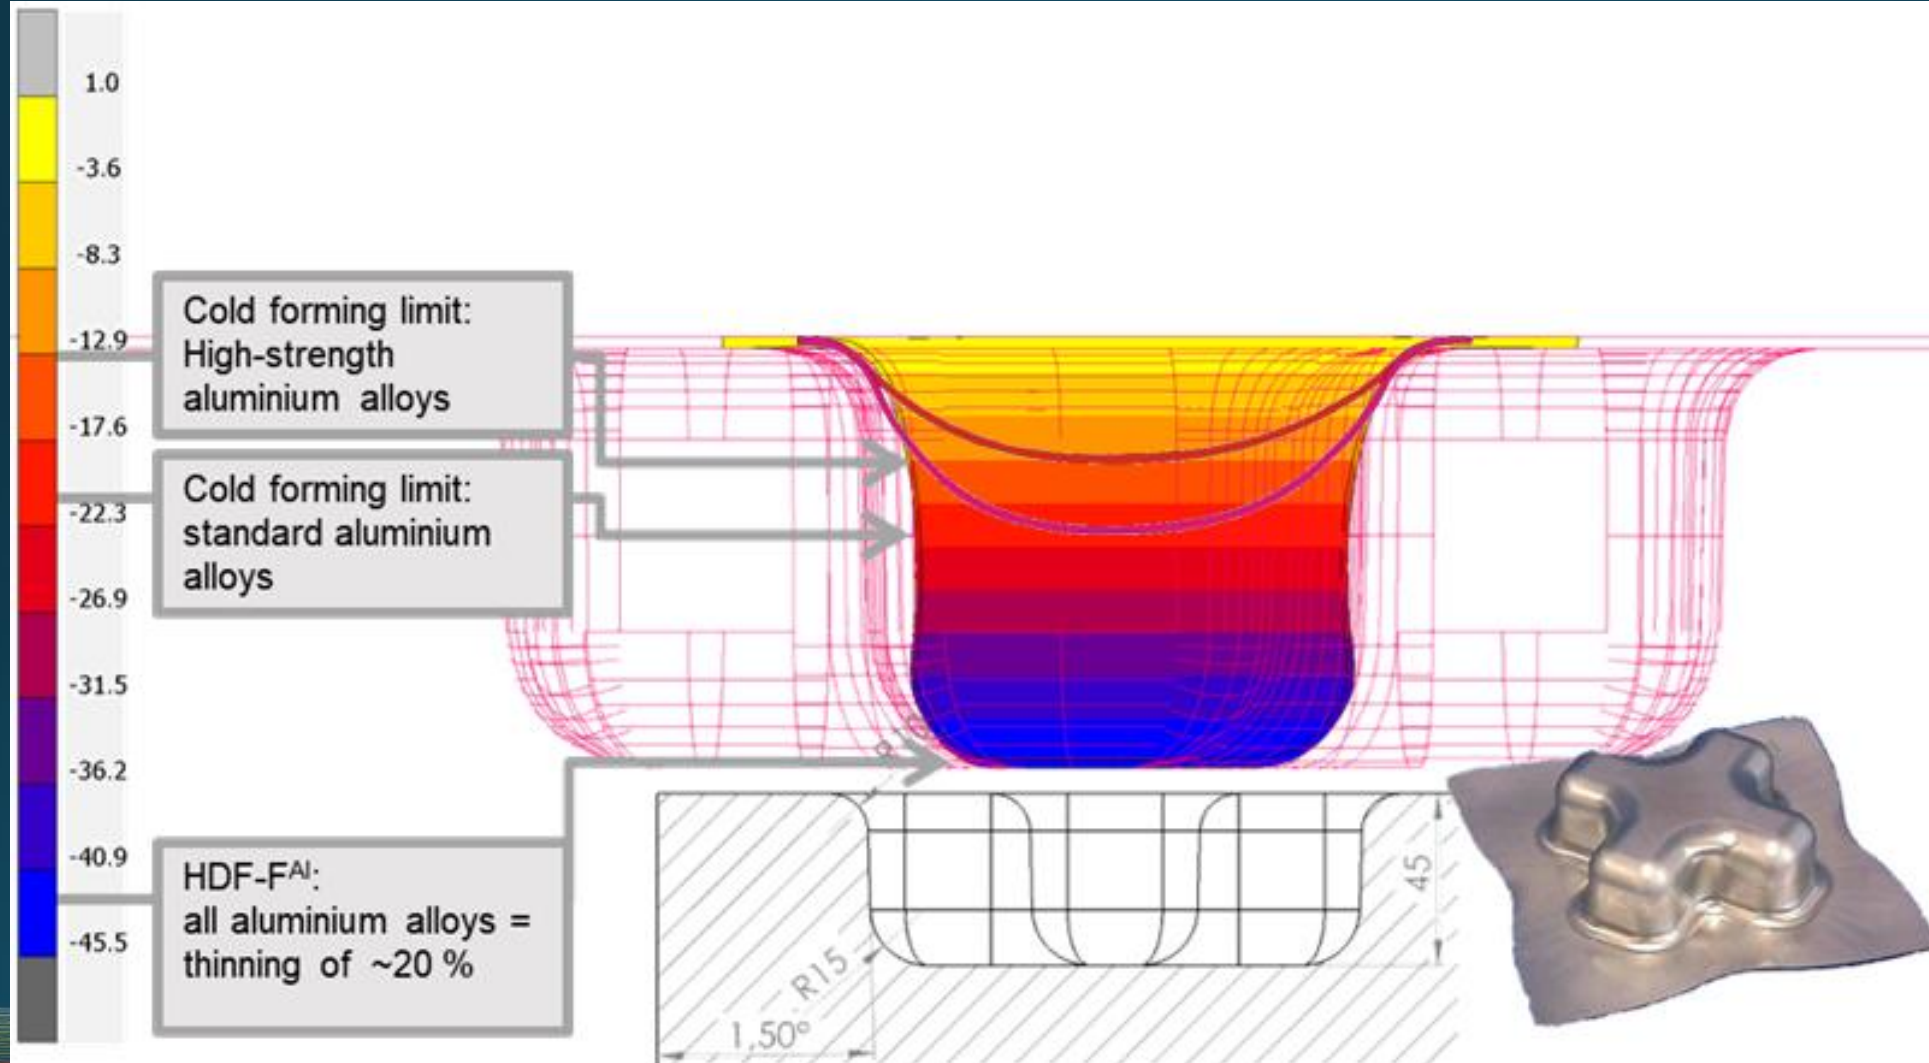 1.0
-3.6
-8.3
-12.9
-17.6
-22.3
-26.9
-31.5
-36.2
-40.9
-45.5
Cold forming limit:
High-strength
aluminium alloys
Cold forming limit:
standard aluminium
alloys
HDF-Fᴬˡ:
all aluminium alloys =
thinning of ~20 %
45
R15
1,50°